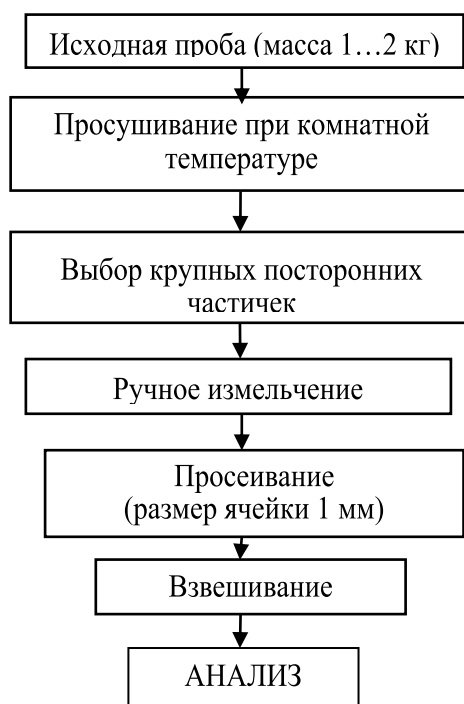 Исходная проба (масса 1…2 кг)
Просушивание при комнатной
температуре
Выбор крупных посторонних
частичек
Ручное измельчение
Просеивание
(размер ячейки 1 мм)
Взвешивание
АНАЛИЗ